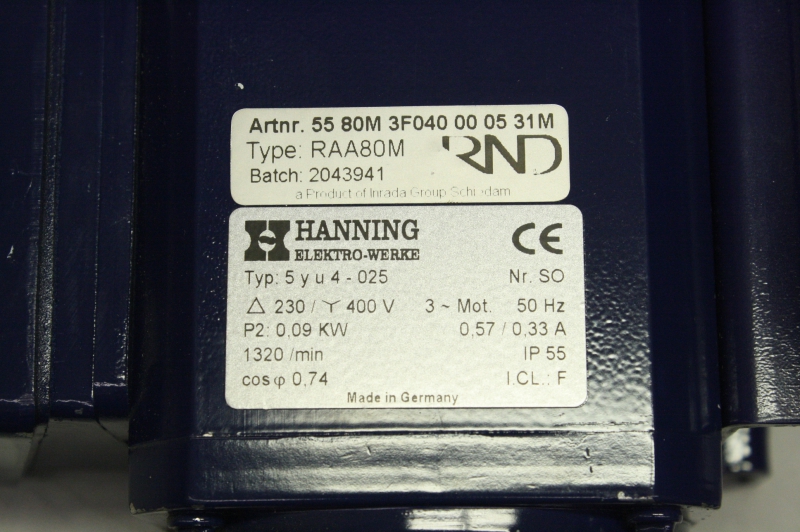 Artnr. 55 80M 3F040 00 05 31M
Type: RAA80M
RND
Batch: 2043941
a Product of Inrada Group Schiedam
HANNING
ELEKTRO-WERKE
CE
Typ: 5 y u 4 - 025 Nr. SO
△ 230 / Y 400 V 3 ~ Mot. 50 Hz
P2: 0,09 KW 0,57 / 0,33 A
1320 /min IP 55
cos φ 0,74 I.CL.: F
Made in Germany